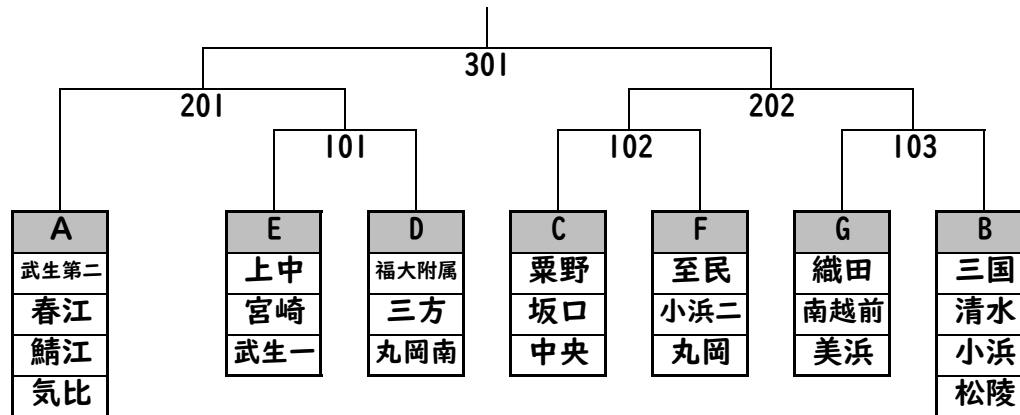 301
201 202
101 102 103
A E D C F G B
武生第二 上中 福大附属 粟野 至民 織田 三国
春江 宮崎 三方 坂口 小浜二 南越前 清水
鯖江 武生一 丸岡南 中央 丸岡 美浜 小浜
気比 松陵